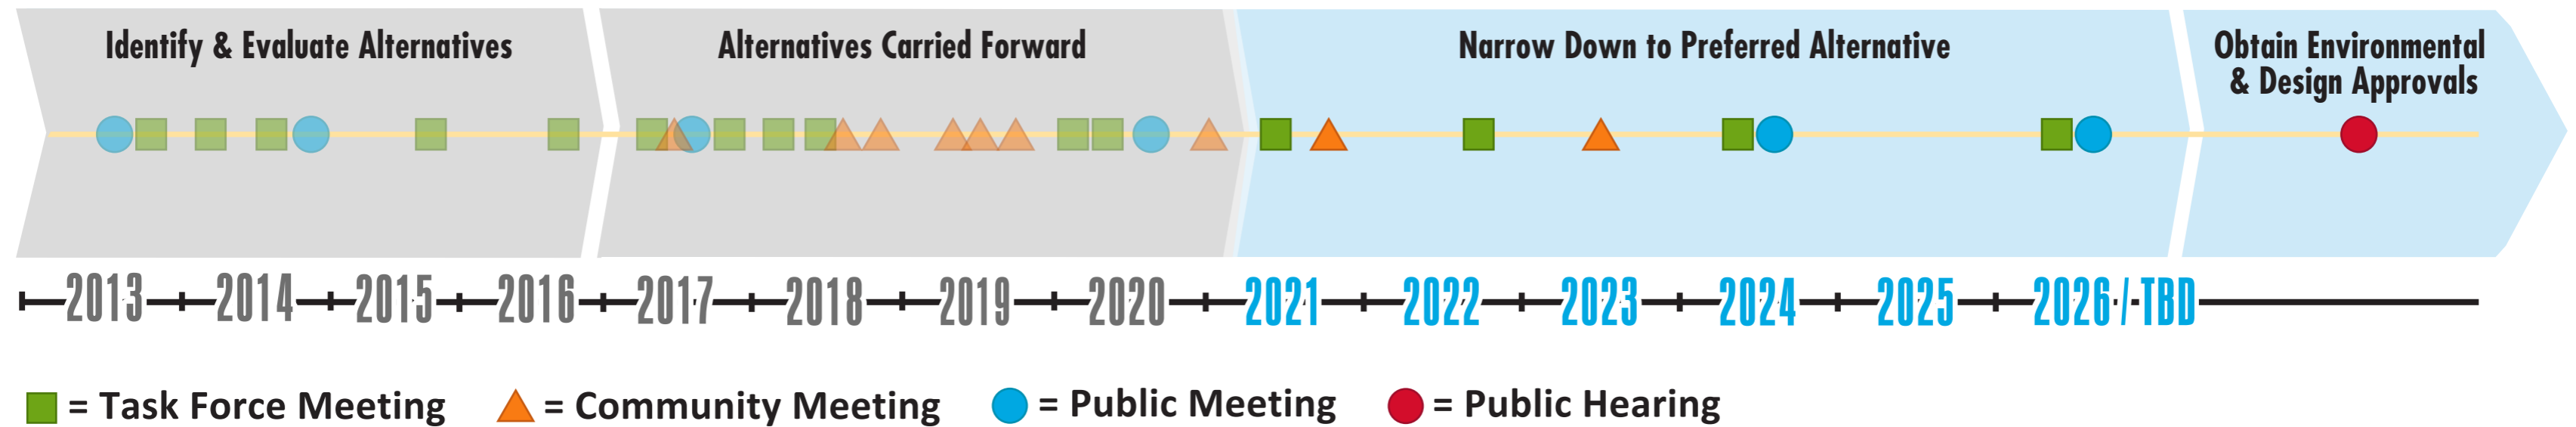 Identify & Evaluate Alternatives
Alternatives Carried Forward
Narrow Down to Preferred Alternative
Obtain Environmental
& Design Approvals
2013 2014 2015 2016 2017 2018 2019 2020 2021 2022 2023 2024 2025 2026 / TBD
= Task Force Meeting = Community Meeting = Public Meeting = Public Hearing